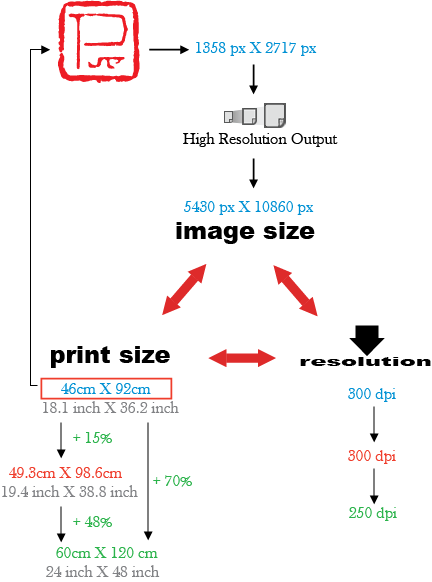 1358 px X 2717 px
High Resolution Output
5430 px X 10860 px
image size
print size
resolution
46cm X 92cm
18.1 inch X 36.2 inch
300 dpi
+ 15%
49.3cm X 98.6cm
19.4 inch X 38.8 inch
+ 70%
300 dpi
+ 48%
60cm X 120 cm
24 inch X 48 inch
250 dpi